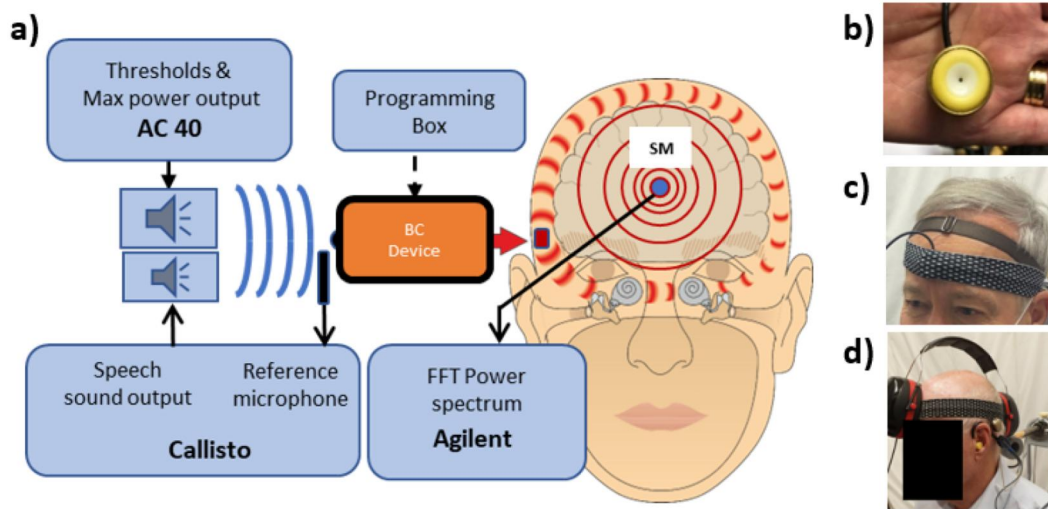 a)
Thresholds &
Max power output
AC 40
Programming
Box
SM
BC
Device
Speech
sound output
Reference
microphone
Callisto
FFT Power
spectrum
Agilent
b)
c)
d)